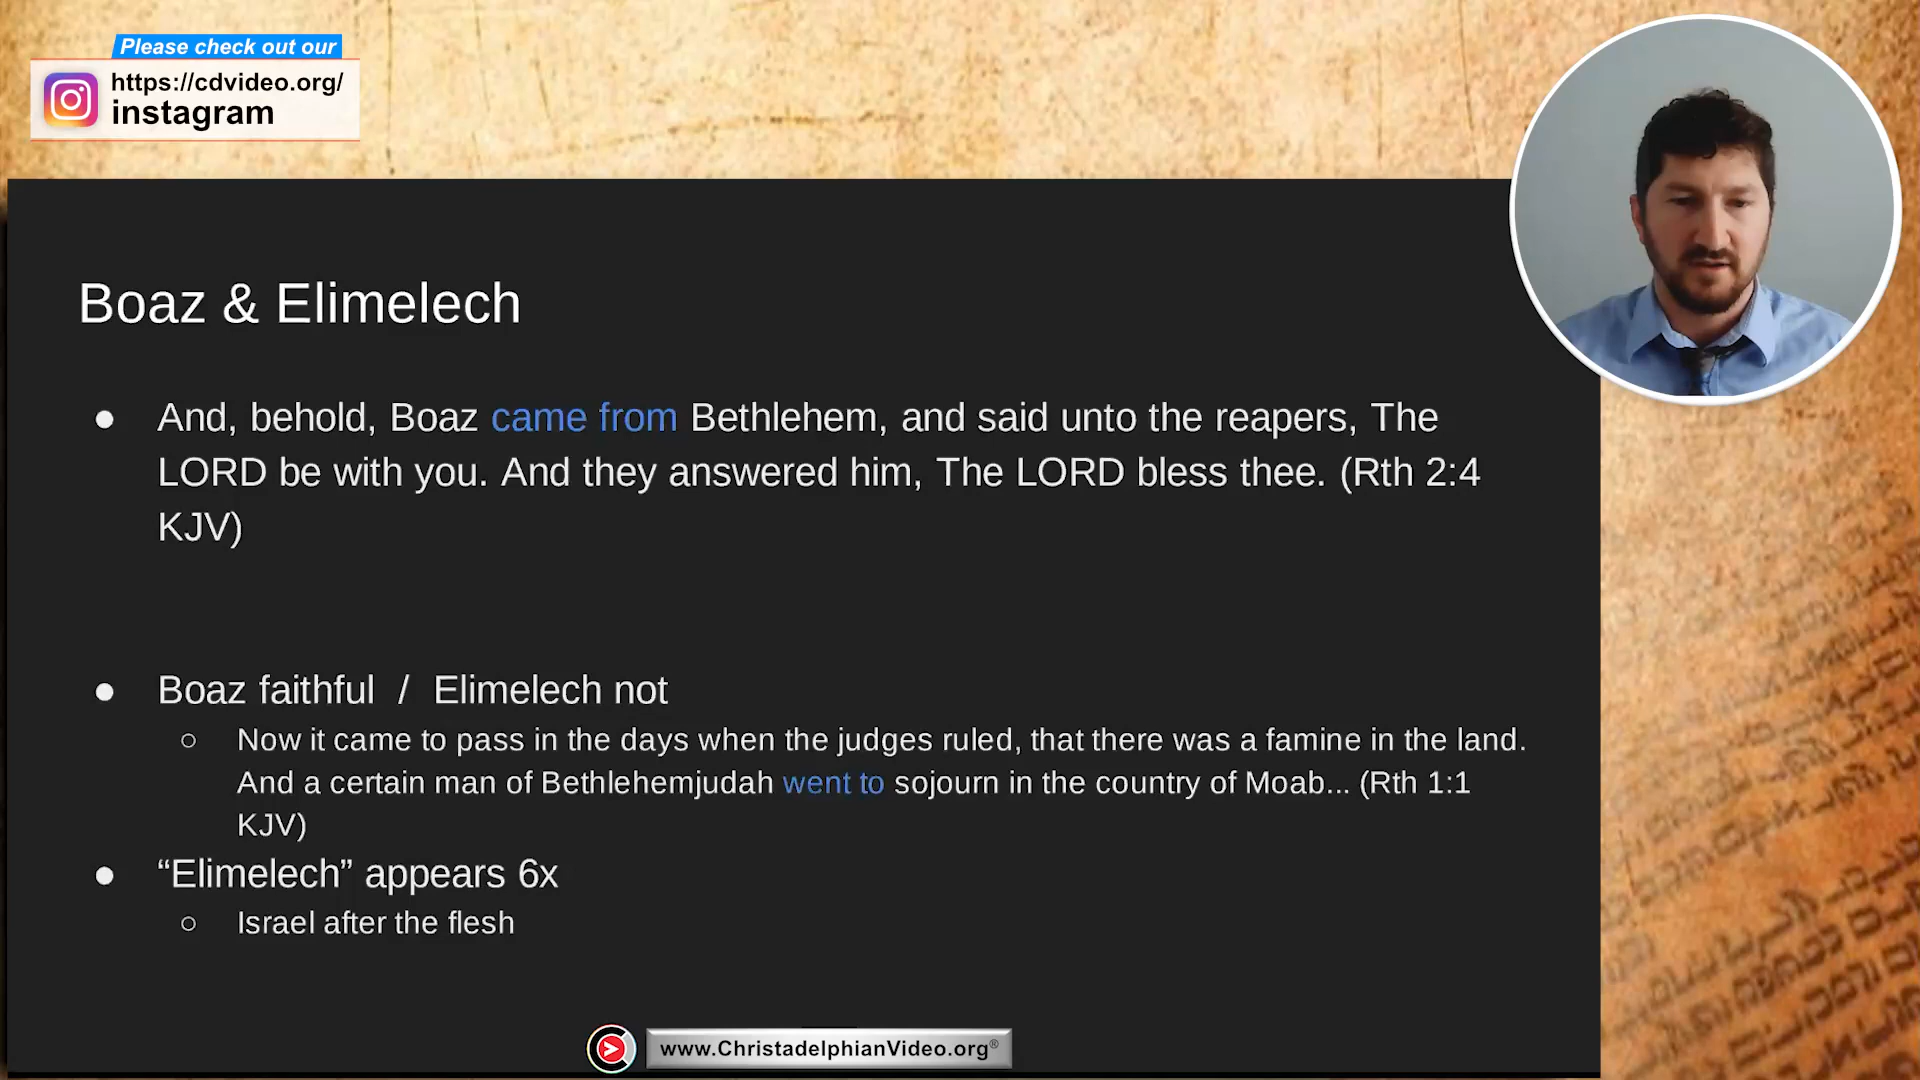 Please check out our
https://cdvideo.org/
instagram
Boaz & Elimelech
● And, behold, Boaz came from Bethlehem, and said unto the reapers, The
LORD be with you. And they answered him, The LORD bless thee. (Rth 2:4
KJV)
● Boaz faithful / Elimelech not
○ Now it came to pass in the days when the judges ruled, that there was a famine in the land.
And a certain man of Bethlehemjudah went to sojourn in the country of Moab... (Rth 1:1
KJV)
● “Elimelech” appears 6x
○ Israel after the flesh
www.ChristadelphianVideo.org®